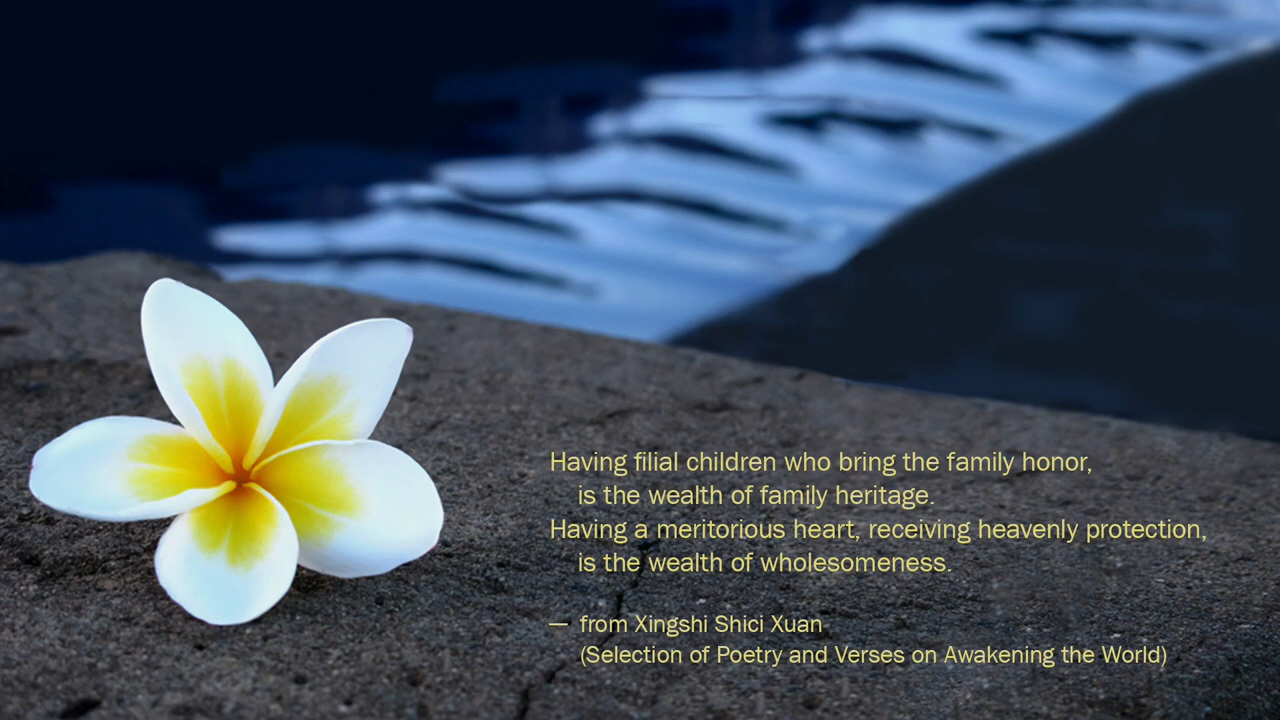 Having filial children who bring the family honor,
is the wealth of family heritage.
Having a meritorious heart, receiving heavenly protection,
is the wealth of wholesomeness.
— from Xingshi Shici Xuan
(Selection of Poetry and Verses on Awakening the World)